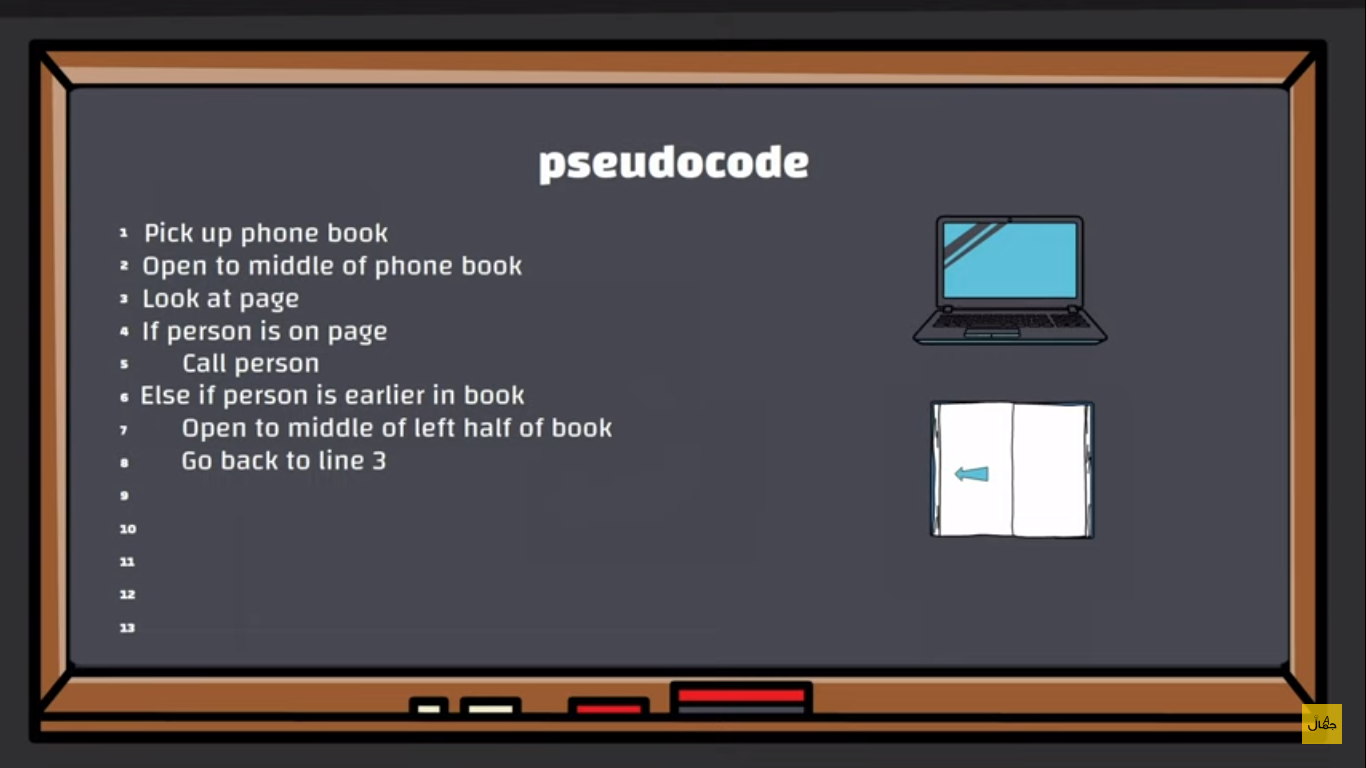 pseudocode
1 Pick up phone book
2 Open to middle of phone book
3 Look at page
4 If person is on page
5 Call person
6 Else if person is earlier in book
7 Open to middle of left half of book
8 Go back to line 3
9
10
11
12
13
جمال